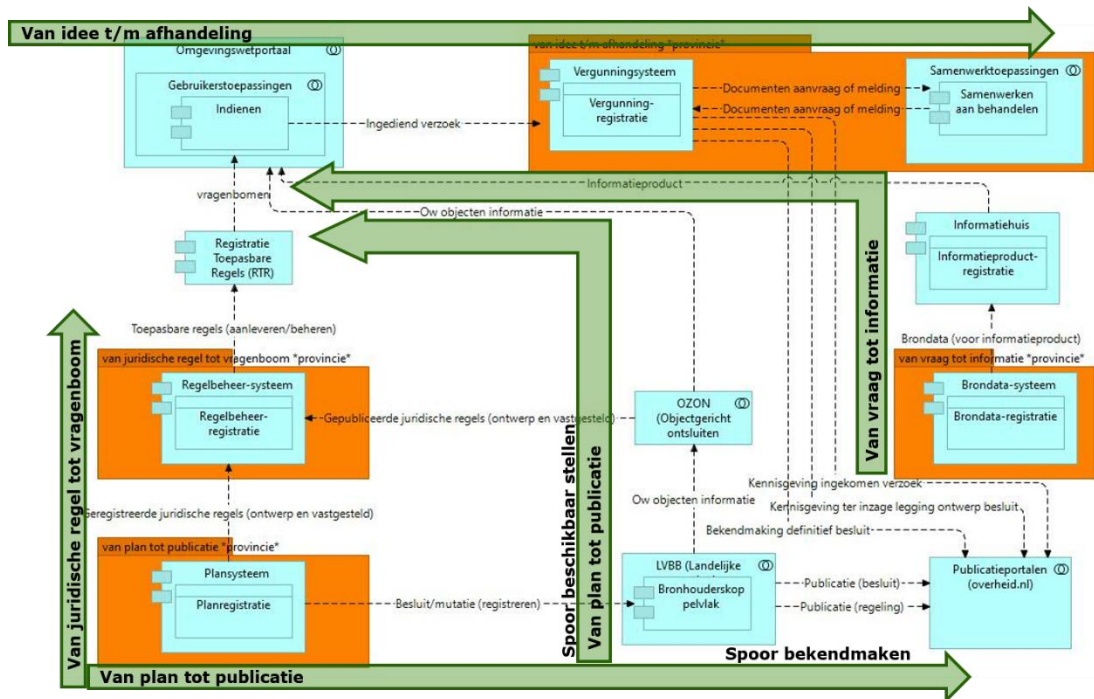 Van idee t/m afhandeling
Omgevingswetportaal
Gebruikerstoepassingen
Indienen
Ingediend verzoek
van idee t/m afhandeling *provincie*
Vergunningsysteem
Vergunning-
registratie
Documenten aanvraag of melding
Documenten aanvraag of melding
Samenwerktoepassingen
Samenwerken
aan behandelen
Informatieproduct
vragenbomen
Ow objecten informatie
Registratie
Toepasbare
Regels (RTR)
Informatiehuis
Informatieproduct-
registratie
Van vraag tot informatie
Toepasbare regels (aanleveren/beheren)
Brondata (voor informatieproduct)
van juridische regel tot vragenboom *provincie*
Regelbeheer-systeem
Regelbeheer-
registratie
Gepubliceerde juridische regels (ontwerp en vastgesteld)
OZON
(Objectgericht
ontsluiten
van vraag tot informatie *provincie*
Brondata-systeem
Brondata-registratie
Van juridische regel tot vragenboom
Spoor beschikbaar stellen
Van plan tot publicatie
Kennisgeving ingekomen verzoek
Kennisgeving ter inzage legging ontwerp besluit
Bekendmaking definitief besluit
Ow objecten informatie
Geregistreerde juridische regels (ontwerp en vastgesteld)
van plan tot publicatie *provincie*
Plansysteem
Planregistratie
Besluit/mutatie (registreren)
LVBB (Landelijke
Bronhouderskop
pelvlak
Publicatie (besluit)
Publicatie (regeling)
Publicatieportalen
(overheid.nl)
Spoor bekendmaken
Van plan tot publicatie